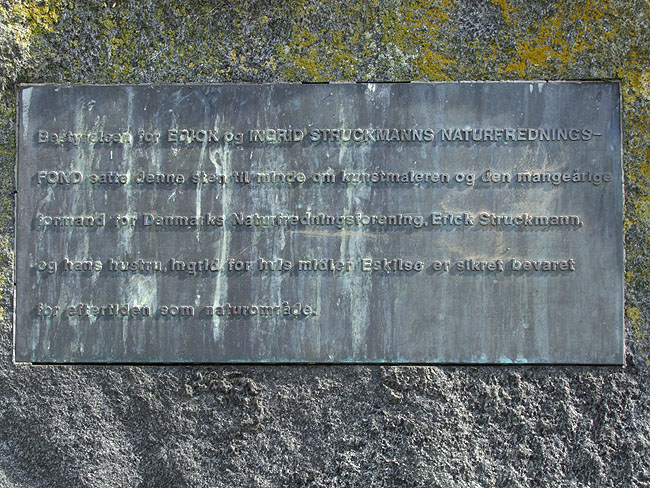 Bestyrelsen for ERICK og INGRID STRUCKMANNS NATURFREDNINGS-
FOND satte denne sten til minde om kunstmaleren og den mangeårige
formand for Danmarks Naturfredningsforening, Erick Struckmann,
og hans hustru, Ingrid, for hvis midler Eskilsø er sikret bevaret
for eftertiden som naturområde.